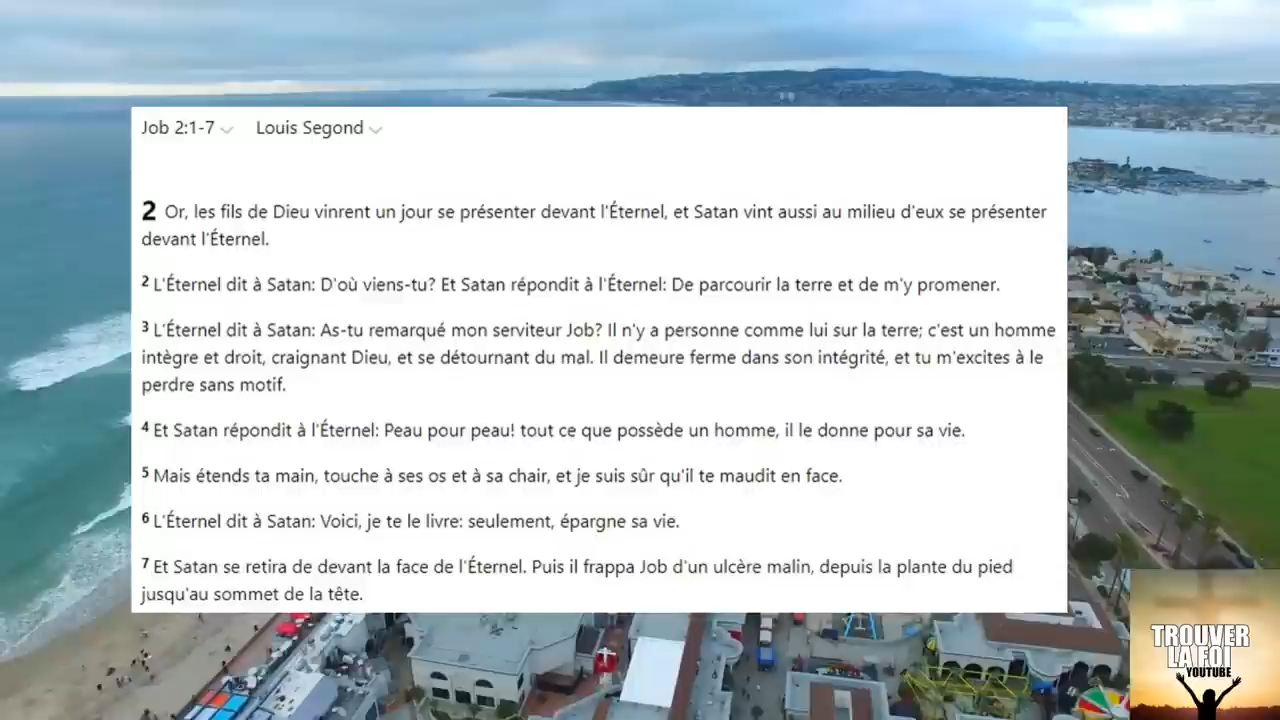 Job 2:1-7 Louis Segond
2 Or, les fils de Dieu vinrent un jour se présenter devant l'Éternel, et Satan vint aussi au milieu d'eux se présenter
devant l'Éternel.
2 L'Éternel dit à Satan: D'où viens-tu? Et Satan répondit à l'Éternel: De parcourir la terre et de m'y promener.
3 L'Éternel dit à Satan: As-tu remarqué mon serviteur Job? Il n'y a personne comme lui sur la terre; c'est un homme
intègre et droit, craignant Dieu, et se détournant du mal. Il demeure ferme dans son intégrité, et tu m'excites à le
perdre sans motif.
4 Et Satan répondit à l'Éternel: Peau pour peau! tout ce que possède un homme, il le donne pour sa vie.
5 Mais étends ta main, touche à ses os et à sa chair, et je suis sûr qu'il te maudit en face.
6 L'Éternel dit à Satan: Voici, je te le livre: seulement, épargne sa vie.
7 Et Satan se retira de devant la face de l'Éternel. Puis il frappa Job d'un ulcère malin, depuis la plante du pied
jusqu'au sommet de la tête.
TROUVER
LA FOI
YOUTUBE